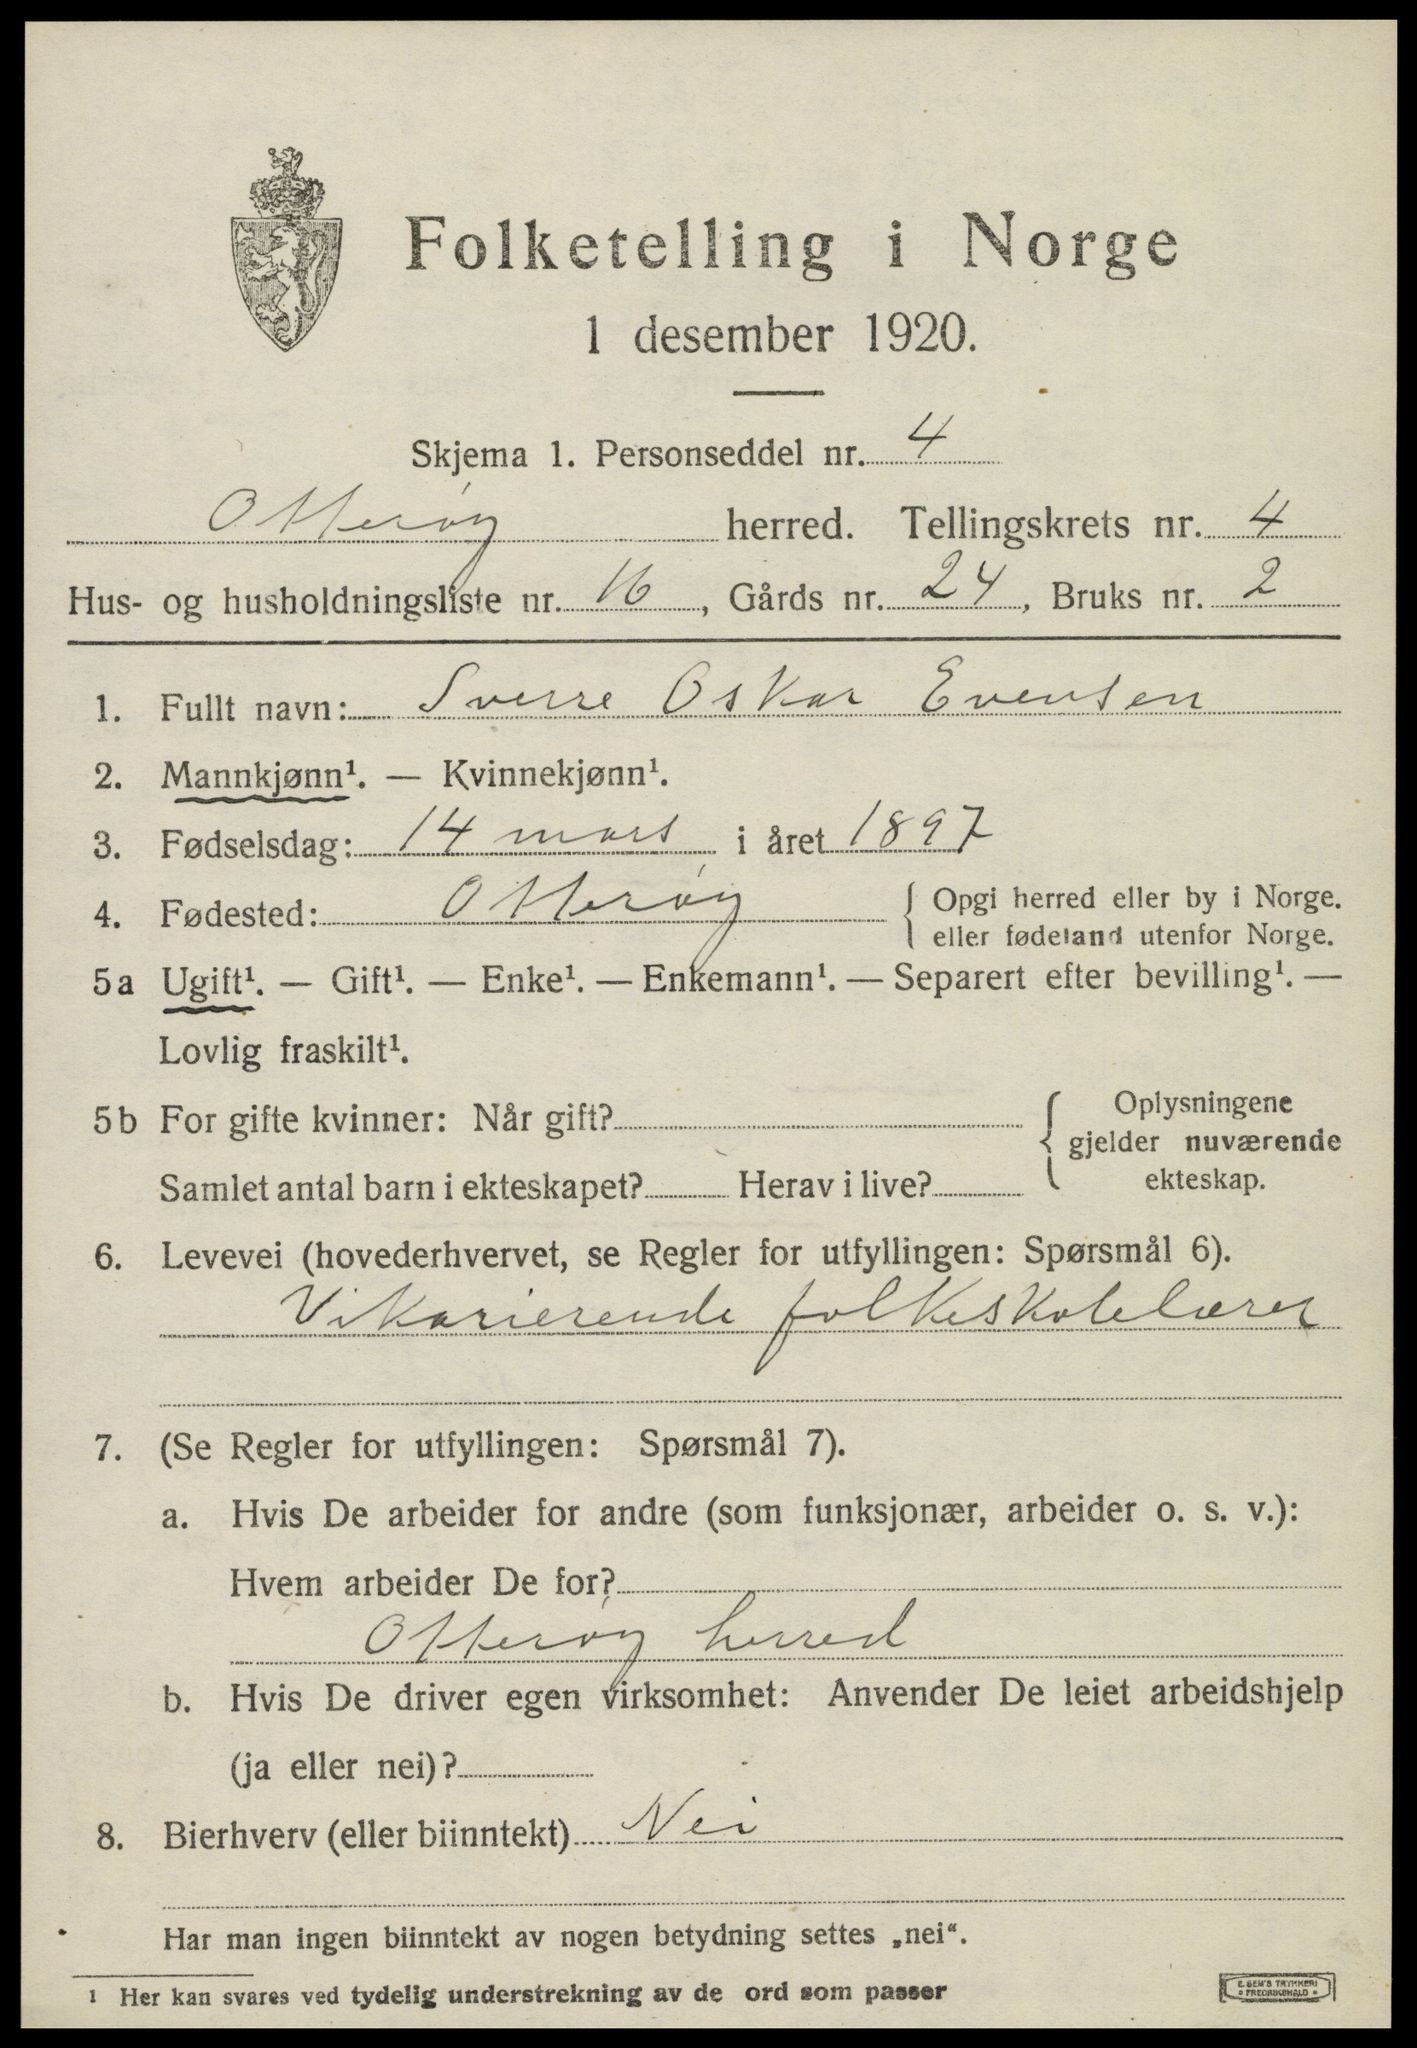 Folketelling i Norge
1 desember 1920.
Skjema 1. Personseddel nr. 4
Otterøy herred. Tellingskrets nr. 4
Hus- og husholdningsliste nr. 16, Gårds nr. 24, Bruks nr. 2
1. Fullt navn: Sverre Oskar Evensen
2. Mannkjønn¹. — Kvinnekjønn¹.
3. Fødselsdag: 14 mars i året 1897
4. Fødested: Otterøy { Opgi herred eller by i Norge.
eller fødeland utenfor Norge.
5a Ugift¹. — Gift¹. — Enke¹. — Enkemann¹. — Separert efter bevilling¹. —
Lovlig fraskilt¹.
5b For gifte kvinner: Når gift? { Oplysningene
gjelder nuværende
Samlet antal barn i ekteskapet? Herav i live? ekteskap.
6. Levevei (hovederhvervet, se Regler for utfyllingen: Spørsmål 6).
Vikarierende folkeskolelærer
7. (Se Regler for utfyllingen: Spørsmål 7).
a. Hvis De arbeider for andre (som funksjonær, arbeider o. s. v.):
Hvem arbeider De for?
Otterøy herred
b. Hvis De driver egen virksomhet: Anvender De leiet arbeidshjelp
(ja eller nei)?
8. Bierhverv (eller biinntekt) Nei
Har man ingen biinntekt av nogen betydning settes „nei“.
1 Her kan svares ved tydelig understrekning av de ord som passer
E. SEM'S TRYKKERI
FREDRIKSHALD